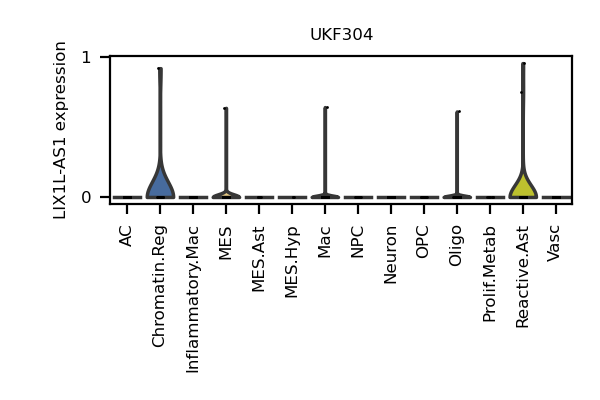 UKF304
LIX1L-AS1 expression
1
0
AC
Chromatin.Reg
Inflammatory.Mac
MES
MES.Ast
MES.Hyp
Mac
NPC
Neuron
OPC
Oligo
Prolif.Metab
Reactive.Ast
Vasc